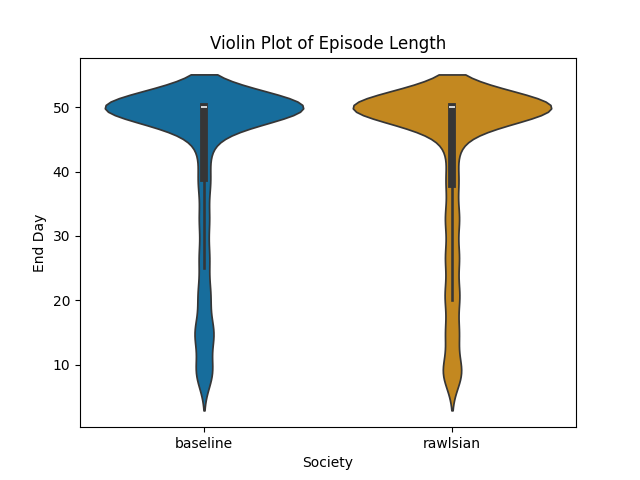 Violin Plot of Episode Length
End Day
50
40
30
20
10
baseline
rawlsian
Society